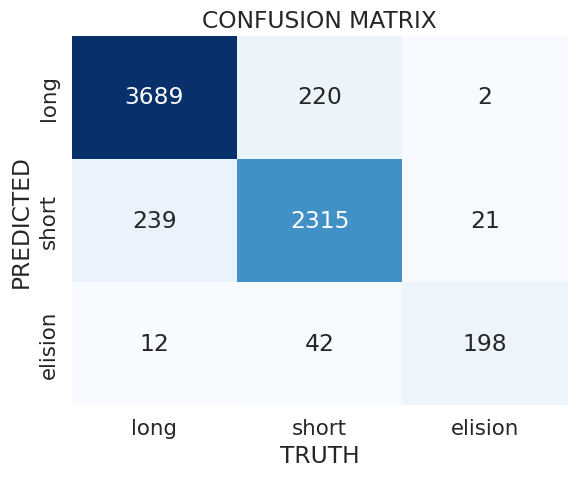 CONFUSION MATRIX
PREDICTED
long 3689 220 2
short 239 2315 21
elision 12 42 198
long short elision
TRUTH